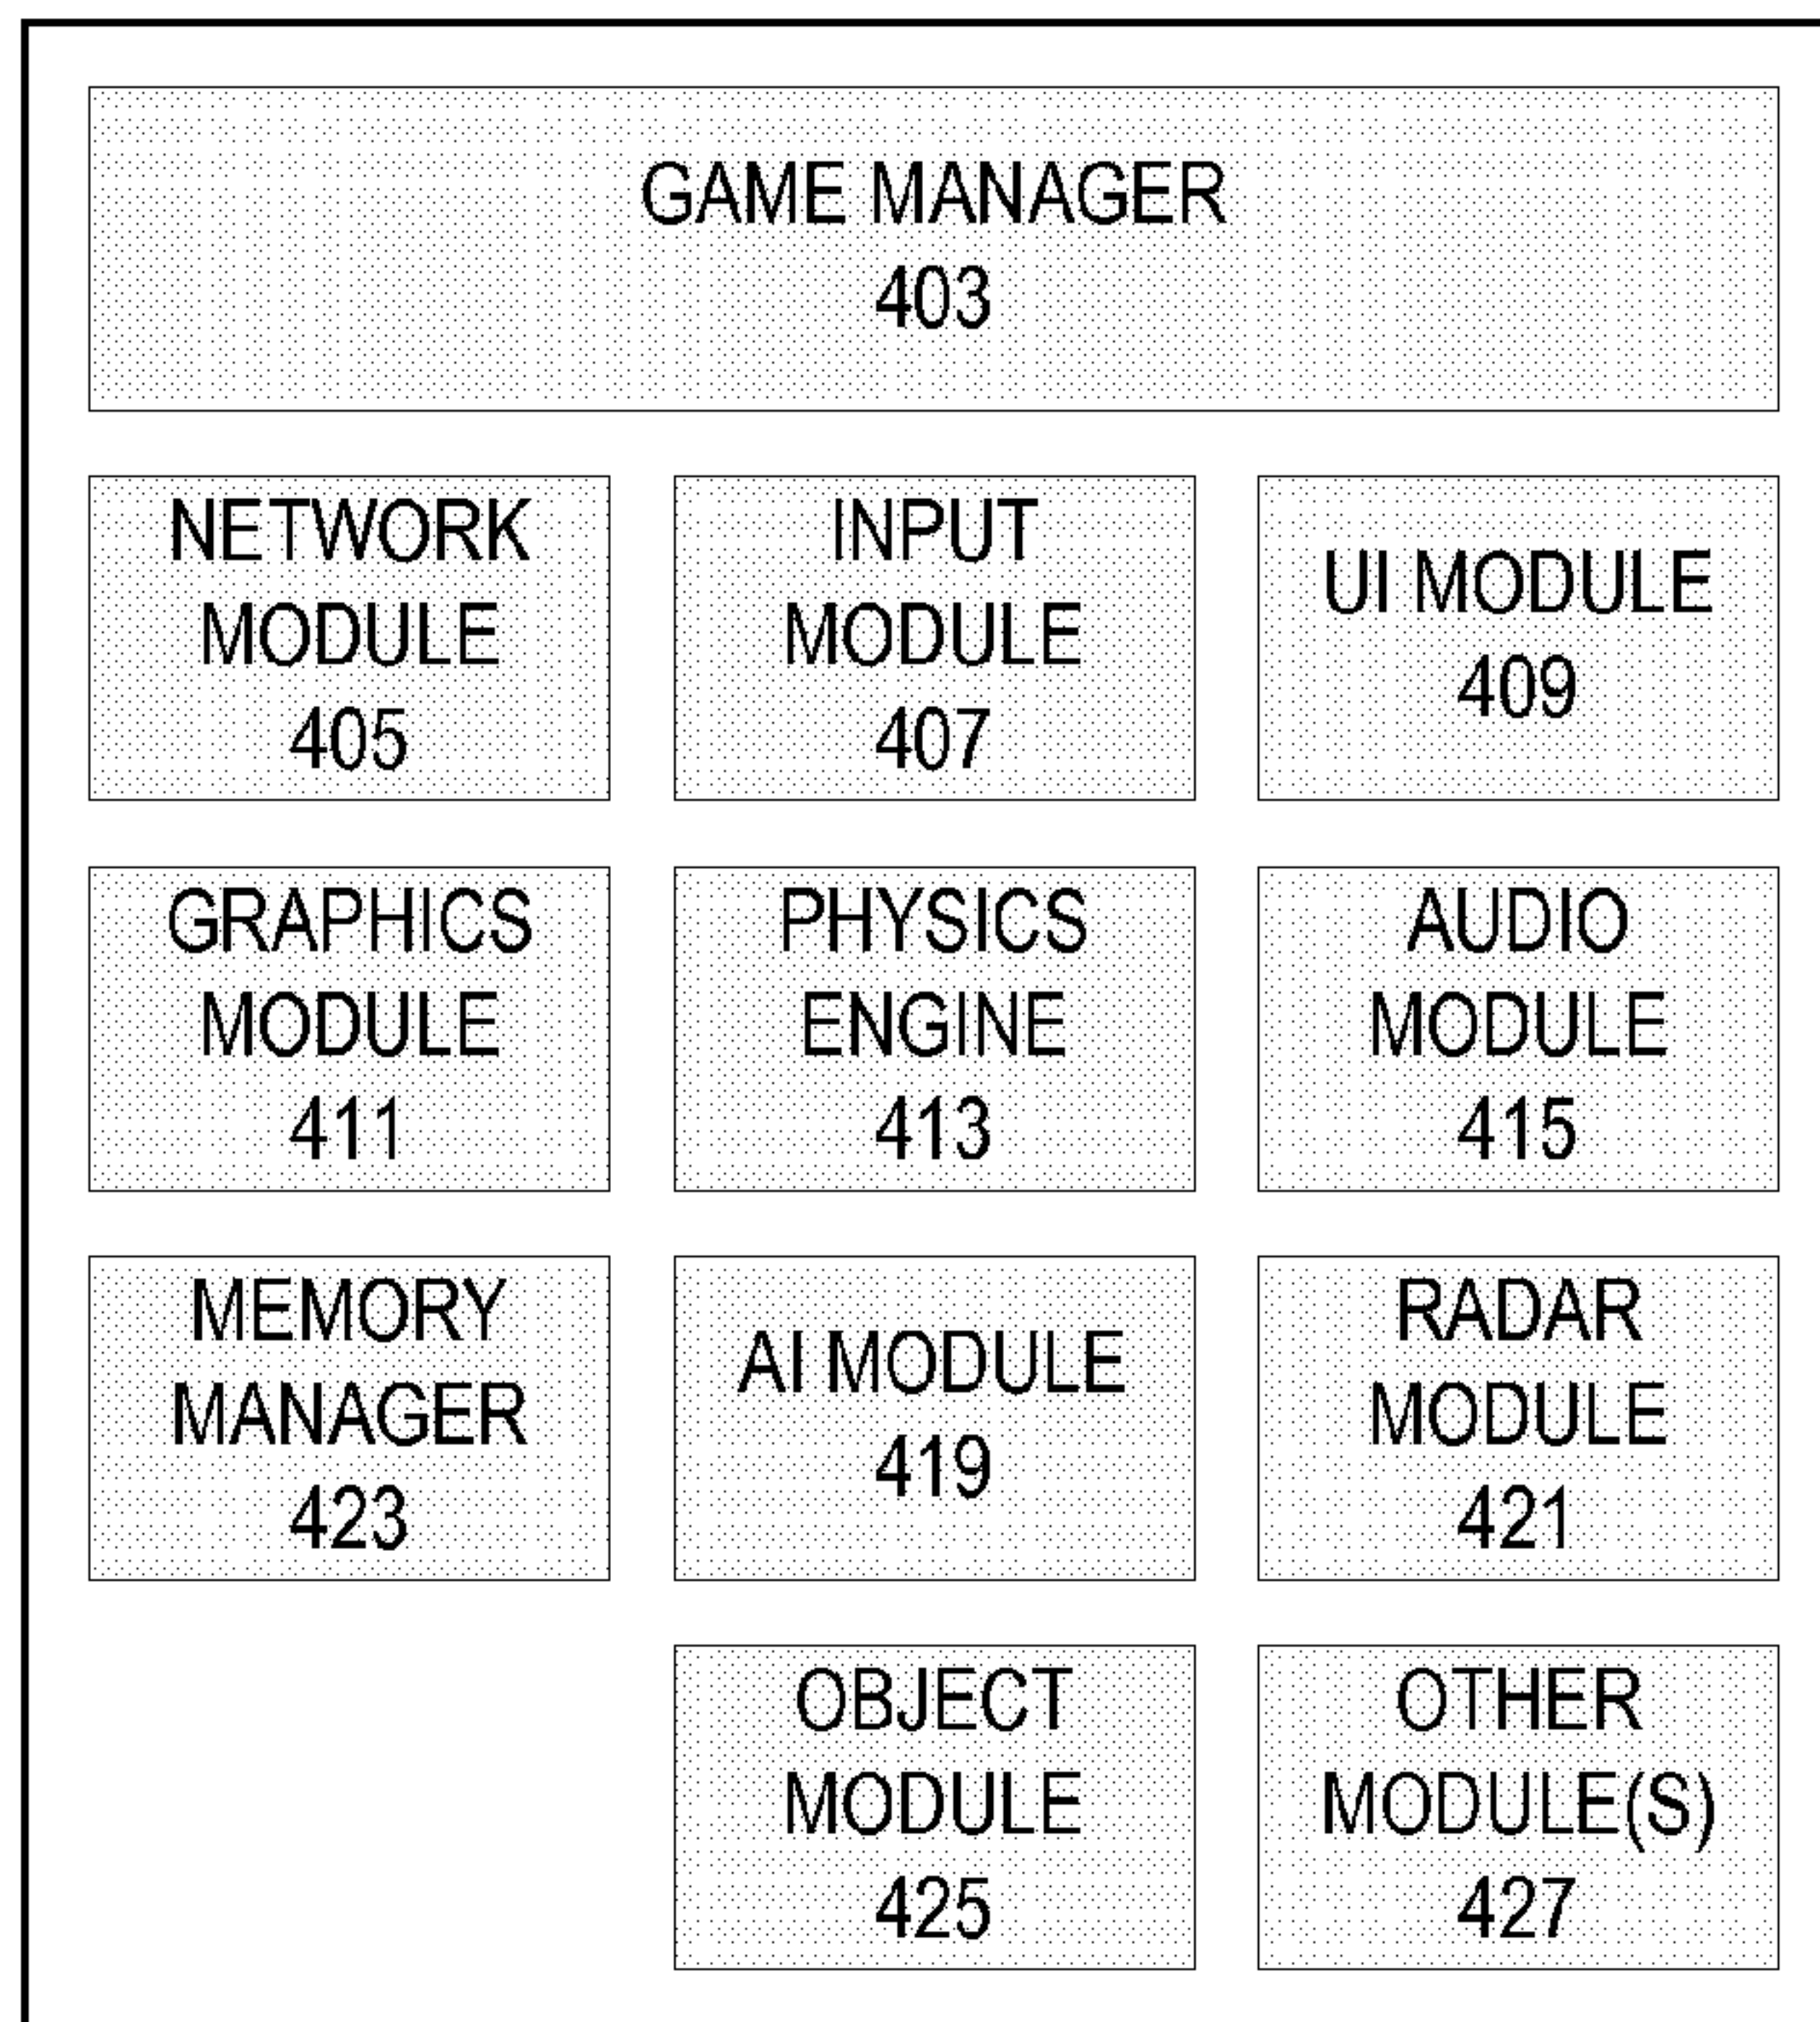 GAME MANAGER
403
NETWORK
MODULE
405
INPUT
MODULE
407
UI MODULE
409
GRAPHICS
MODULE
411
PHYSICS
ENGINE
413
AUDIO
MODULE
415
MEMORY
MANAGER
423
AI MODULE
419
RADAR
MODULE
421
OBJECT
MODULE
425
OTHER
MODULE(S)
427